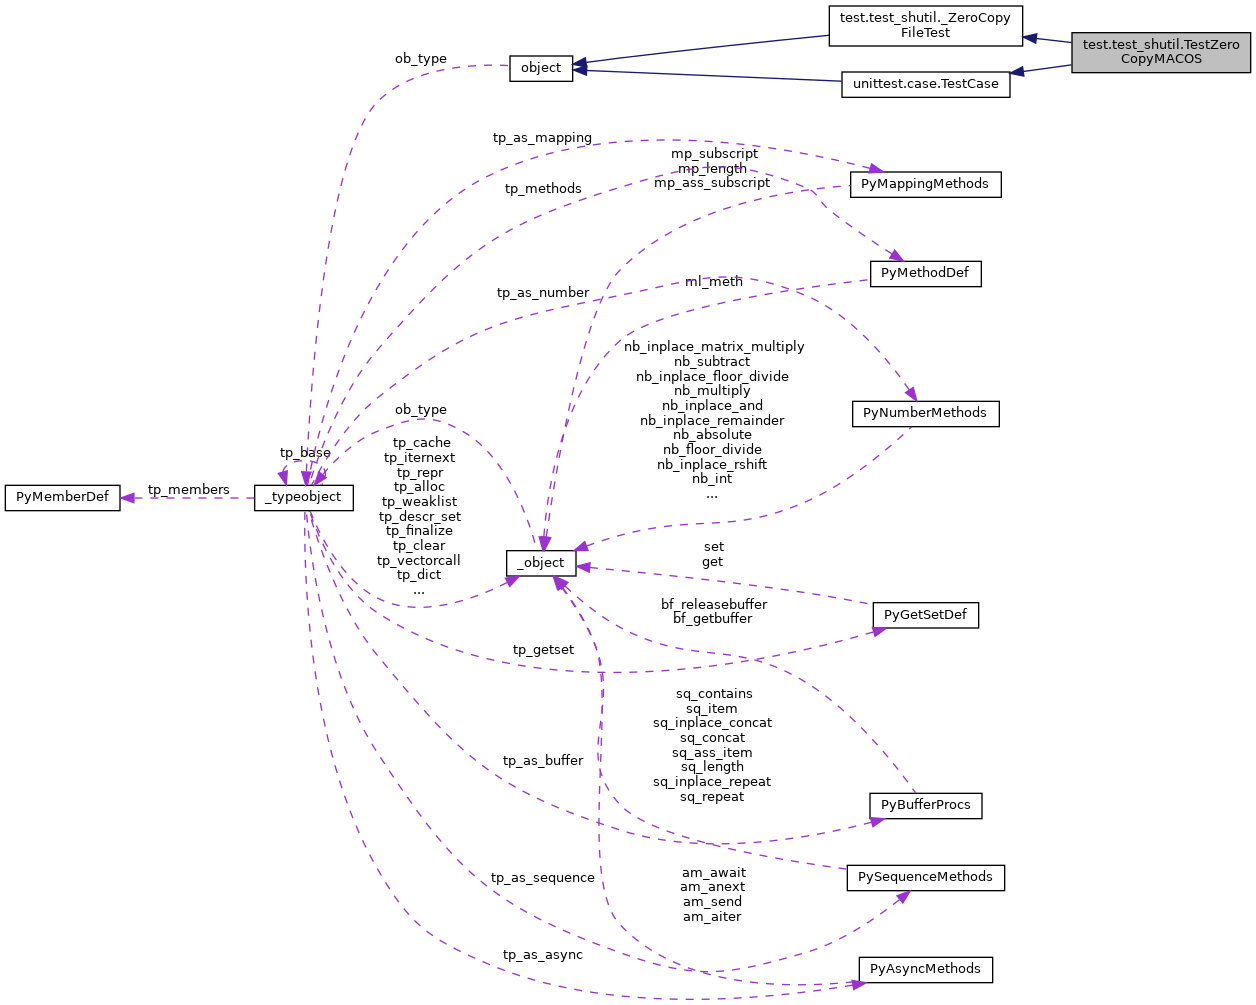 test.test_shutil._ZeroCopy
FileTest
test.test_shutil.TestZero
CopyMACOS
ob_type
object
unittest.case.TestCase
tp_as_mapping
mp_subscript
mp_length
mp_ass_subscript
PyMappingMethods
tp_methods
PyMethodDef
ml_meth
tp_as_number
nb_inplace_matrix_multiply
nb_subtract
nb_inplace_floor_divide
nb_multiply
nb_inplace_and
nb_inplace_remainder
nb_absolute
nb_floor_divide
nb_inplace_rshift
nb_int
...
PyNumberMethods
ob_type
tp_cache
tp_iternext
tp_repr
tp_alloc
tp_weaklist
tp_descr_set
tp_finalize
tp_clear
tp_vectorcall
tp_dict
...
tp_base
PyMemberDef
tp_members
_typeobject
_object
set
get
PyGetSetDef
bf_releasebuffer
bf_getbuffer
tp_getset
sq_contains
sq_item
sq_inplace_concat
sq_concat
sq_ass_item
sq_length
sq_inplace_repeat
sq_repeat
tp_as_buffer
PyBufferProcs
PySequenceMethods
tp_as_sequence
am_await
am_anext
am_send
am_aiter
tp_as_async
PyAsyncMethods